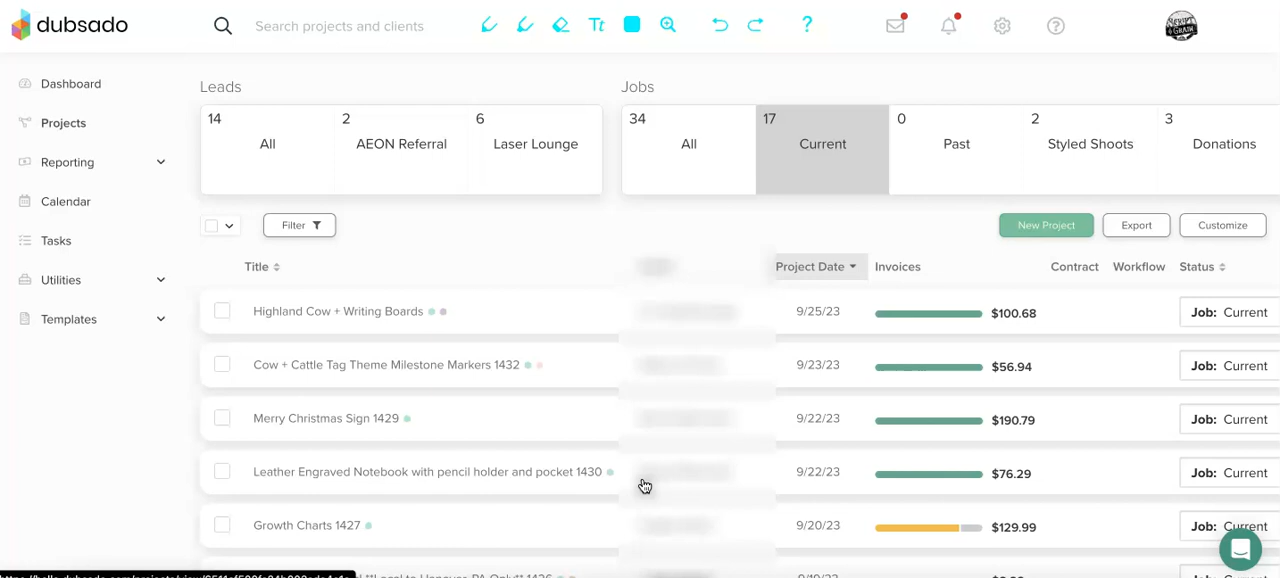 dubsado
Search projects and clients
Tt
?
?
Dashboard
Projects
Reporting
Calendar
Tasks
Utilities
Templates
Leads
14
All
2
AEON Referral
6
Laser Lounge
Jobs
34
All
17
Current
0
Past
2
Styled Shoots
3
Donations
Filter
New Project
Export
Customize
Title
Project Date
Invoices
Contract
Workflow
Status
Highland Cow + Writing Boards
9/25/23
$100.68
Job: Current
Cow + Cattle Tag Theme Milestone Markers 1432
9/23/23
$56.94
Job: Current
Merry Christmas Sign 1429
9/22/23
$190.79
Job: Current
Leather Engraved Notebook with pencil holder and pocket 1430
9/22/23
$76.29
Job: Current
Growth Charts 1427
9/20/23
$129.99
Job: Current